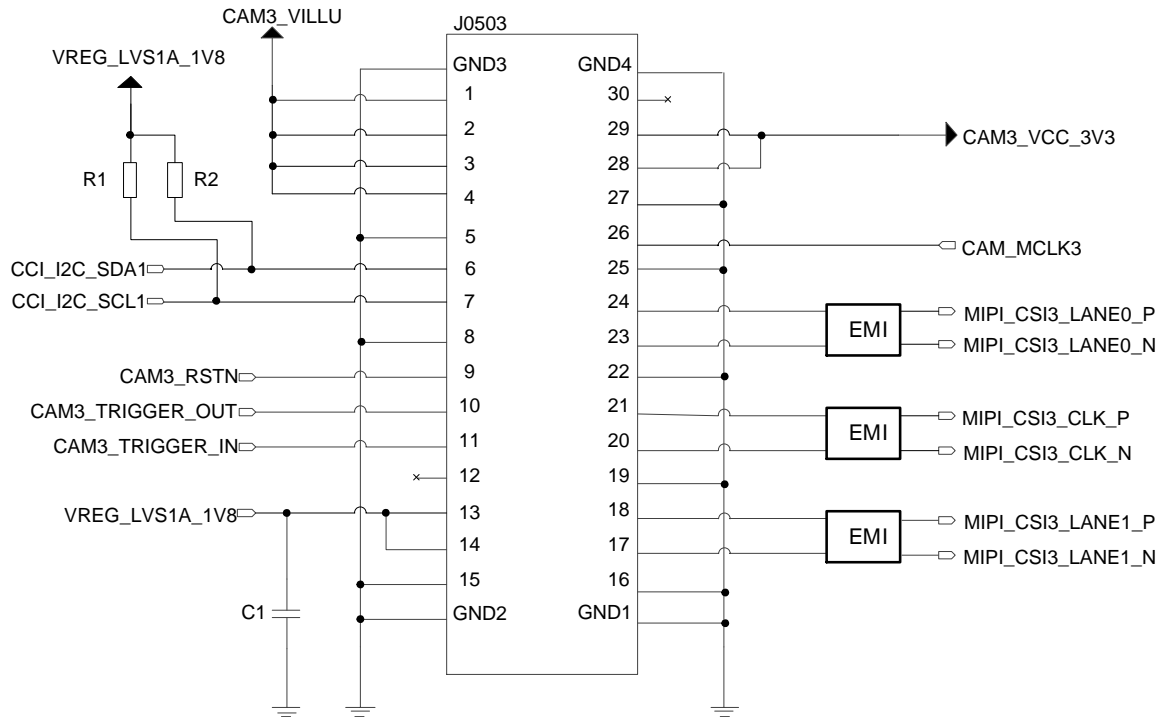 CAM3_VILLU
J0503
VREG_LVS1A_1V8
GND3 GND4
1 30
2 29
CAM3_VCC_3V3
3 28
R1 R2
4 27
5 26
CAM_MCLK3
CCI_I2C_SDA1 6 25
CCI_I2C_SCL1 7 24
MIPI_CSI3_LANE0_P
EMI
8 23
MIPI_CSI3_LANE0_N
CAM3_RSTN 9 22
CAM3_TRIGGER_OUT 10 21
MIPI_CSI3_CLK_P
EMI
CAM3_TRIGGER_IN 11 20
MIPI_CSI3_CLK_N
12 19
VREG_LVS1A_1V8 13 18
MIPI_CSI3_LANE1_P
EMI
14 17
MIPI_CSI3_LANE1_N
15 16
C1
GND2 GND1